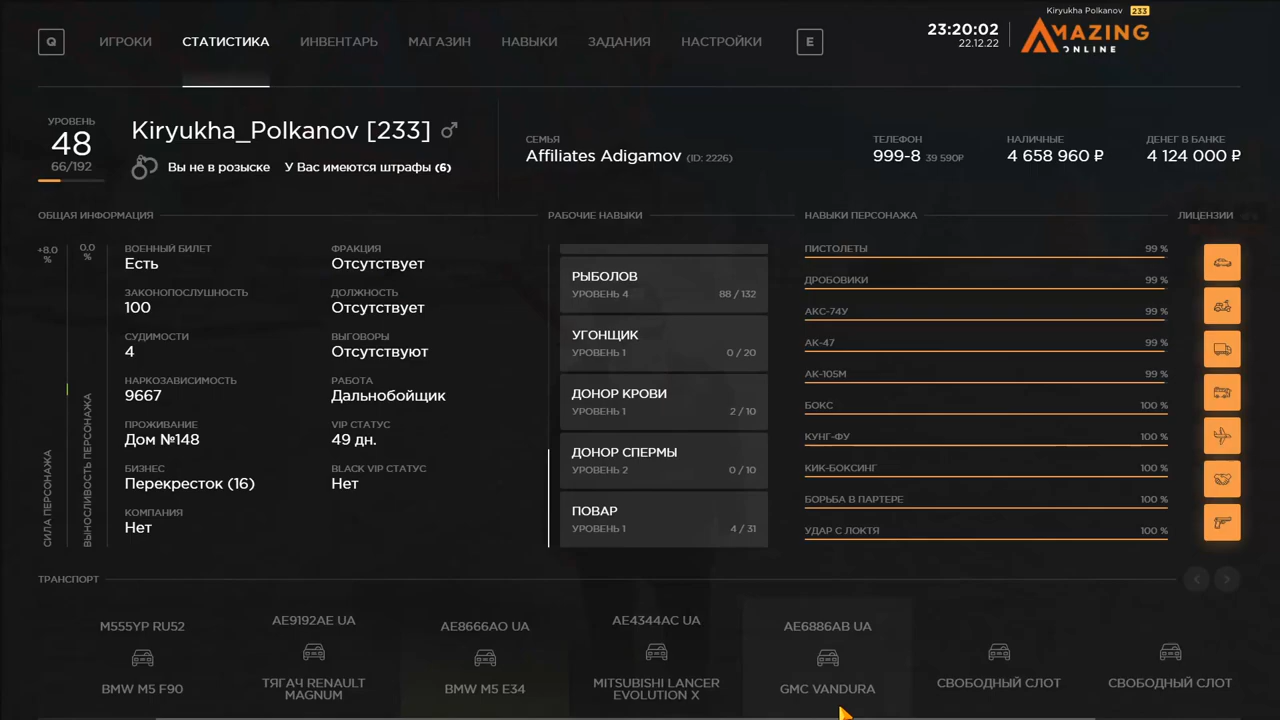 Kiryukha Polkanov 233
Q ИГРОКИ СТАТИСТИКА ИНВЕНТАРЬ МАГАЗИН НАВЫКИ ЗАДАНИЯ НАСТРОЙКИ E
23:20:02
22.12.22
AMAZING
ONLINE
УРОВЕНЬ
48
66/192
Kiryukha_Polkanov [233]
Вы не в розыске У Вас имеются штрафы (6)
СЕМЬЯ
Affiliates Adigamov (ID: 2226)
ТЕЛЕФОН
999-8 39 590₽
НАЛИЧНЫЕ
4 658 960 ₽
ДЕНЕГ В БАНКЕ
4 124 000 ₽
ОБЩАЯ ИНФОРМАЦИЯ
+8.0
%
СИЛА ПЕРСОНАЖА
0.0
%
ВЫНОСЛИВОСТЬ ПЕРСОНАЖА
ВОЕННЫЙ БИЛЕТ
Есть
ЗАКОНОПОСЛУШНОСТЬ
100
СУДИМОСТИ
4
НАРКОЗАВИСИМОСТЬ
9667
ПРОЖИВАНИЕ
Дом №148
БИЗНЕС
Перекресток (16)
КОМПАНИЯ
Нет
ФРАКЦИЯ
Отсутствует
ДОЛЖНОСТЬ
Отсутствует
ВЫГОВОРЫ
Отсутствуют
РАБОТА
Дальнобойщик
VIP СТАТУС
49 дн.
BLACK VIP СТАТУС
Нет
РАБОЧИЕ НАВЫКИ
РЫБОЛОВ
УРОВЕНЬ 4 88 / 132
УГОНЩИК
УРОВЕНЬ 1 0 / 20
ДОНОР КРОВИ
УРОВЕНЬ 1 2 / 10
ДОНОР СПЕРМЫ
УРОВЕНЬ 2 0 / 10
ПОВАР
УРОВЕНЬ 1 4 / 31
НАВЫКИ ПЕРСОНАЖА
ПИСТОЛЕТЫ 99 %
ДРОБОВИКИ 99 %
АКС-74У 99 %
АК-47 99 %
АК-105М 99 %
БОКС 100 %
КУНГ-ФУ 100 %
КИК-БОКСИНГ 100 %
БОРЬБА В ПАРТЕРЕ 100 %
УДАР С ЛОКТЯ 100 %
ЛИЦЕНЗИИ
ТРАНСПОРТ
M555YP RU52
BMW M5 F90
AE9192AE UA
ТЯГАЧ RENAULT
MAGNUM
AE8666AO UA
BMW M5 E34
AE4344AC UA
MITSUBISHI LANCER
EVOLUTION X
AE6886AB UA
GMC VANDURA
СВОБОДНЫЙ СЛОТ
СВОБОДНЫЙ СЛОТ